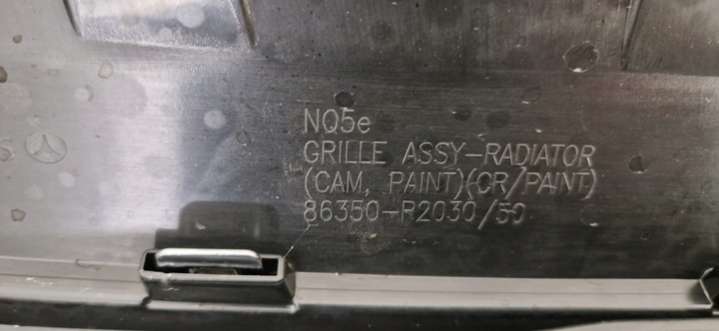 NQ5e
GRILLE ASSY-RADIATOR
(CAM, PAINT)(CR/PAINT)
86350-R2030/50